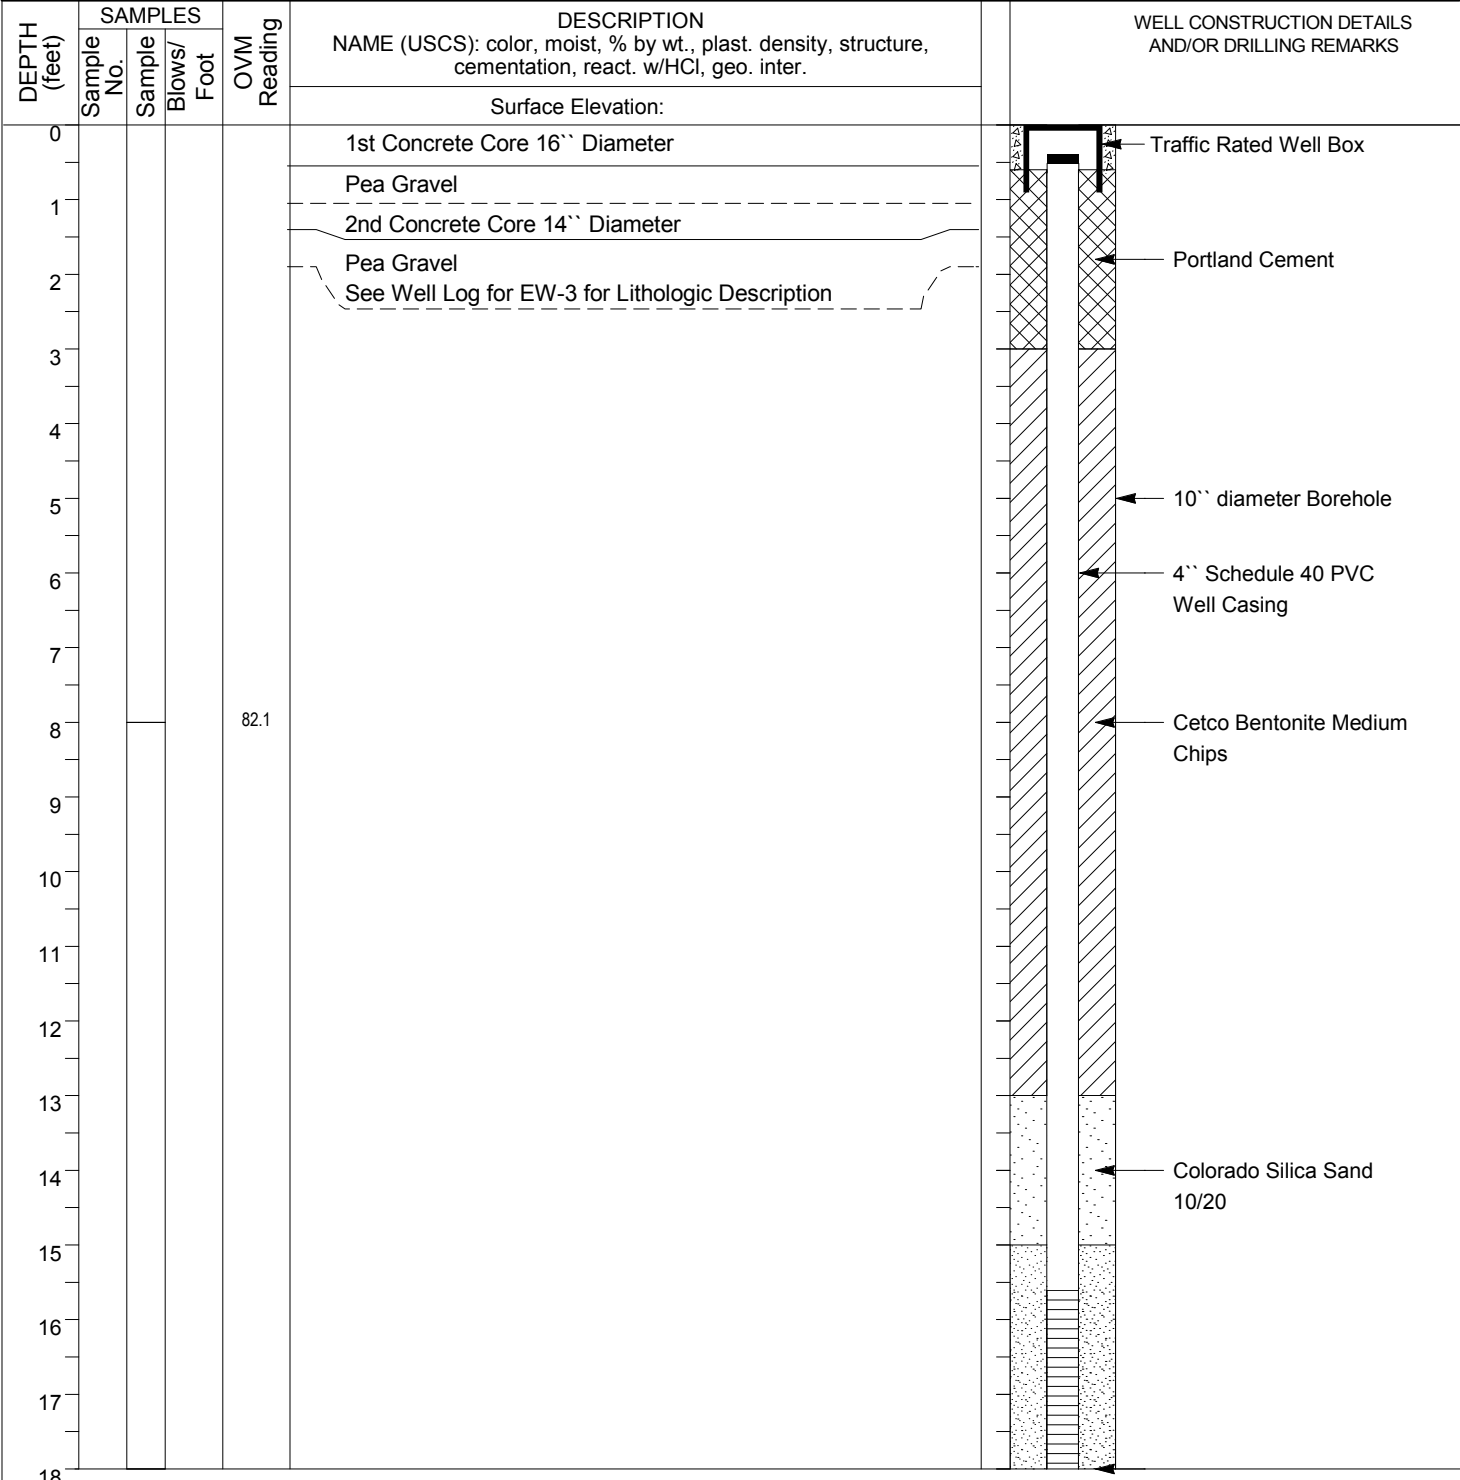 DEPTH
(feet)
SAMPLES
Sample
No.
Sample
Blows/
Foot
OVM
Reading
DESCRIPTION
NAME (USCS): color, moist, % by wt., plast. density, structure,
cementation, react. w/HCl, geo. inter.
Surface Elevation:
WELL CONSTRUCTION DETAILS
AND/OR DRILLING REMARKS
0
1st Concrete Core 16`` Diameter
Traffic Rated Well Box
Pea Gravel
1
2nd Concrete Core 14`` Diameter
Pea Gravel
Portland Cement
2
See Well Log for EW-3 for Lithologic Description
3
4
5
10`` diameter Borehole
6
4`` Schedule 40 PVC
Well Casing
7
8
82.1
Cetco Bentonite Medium
Chips
9
10
11
12
13
14
Colorado Silica Sand
10/20
15
16
17
18